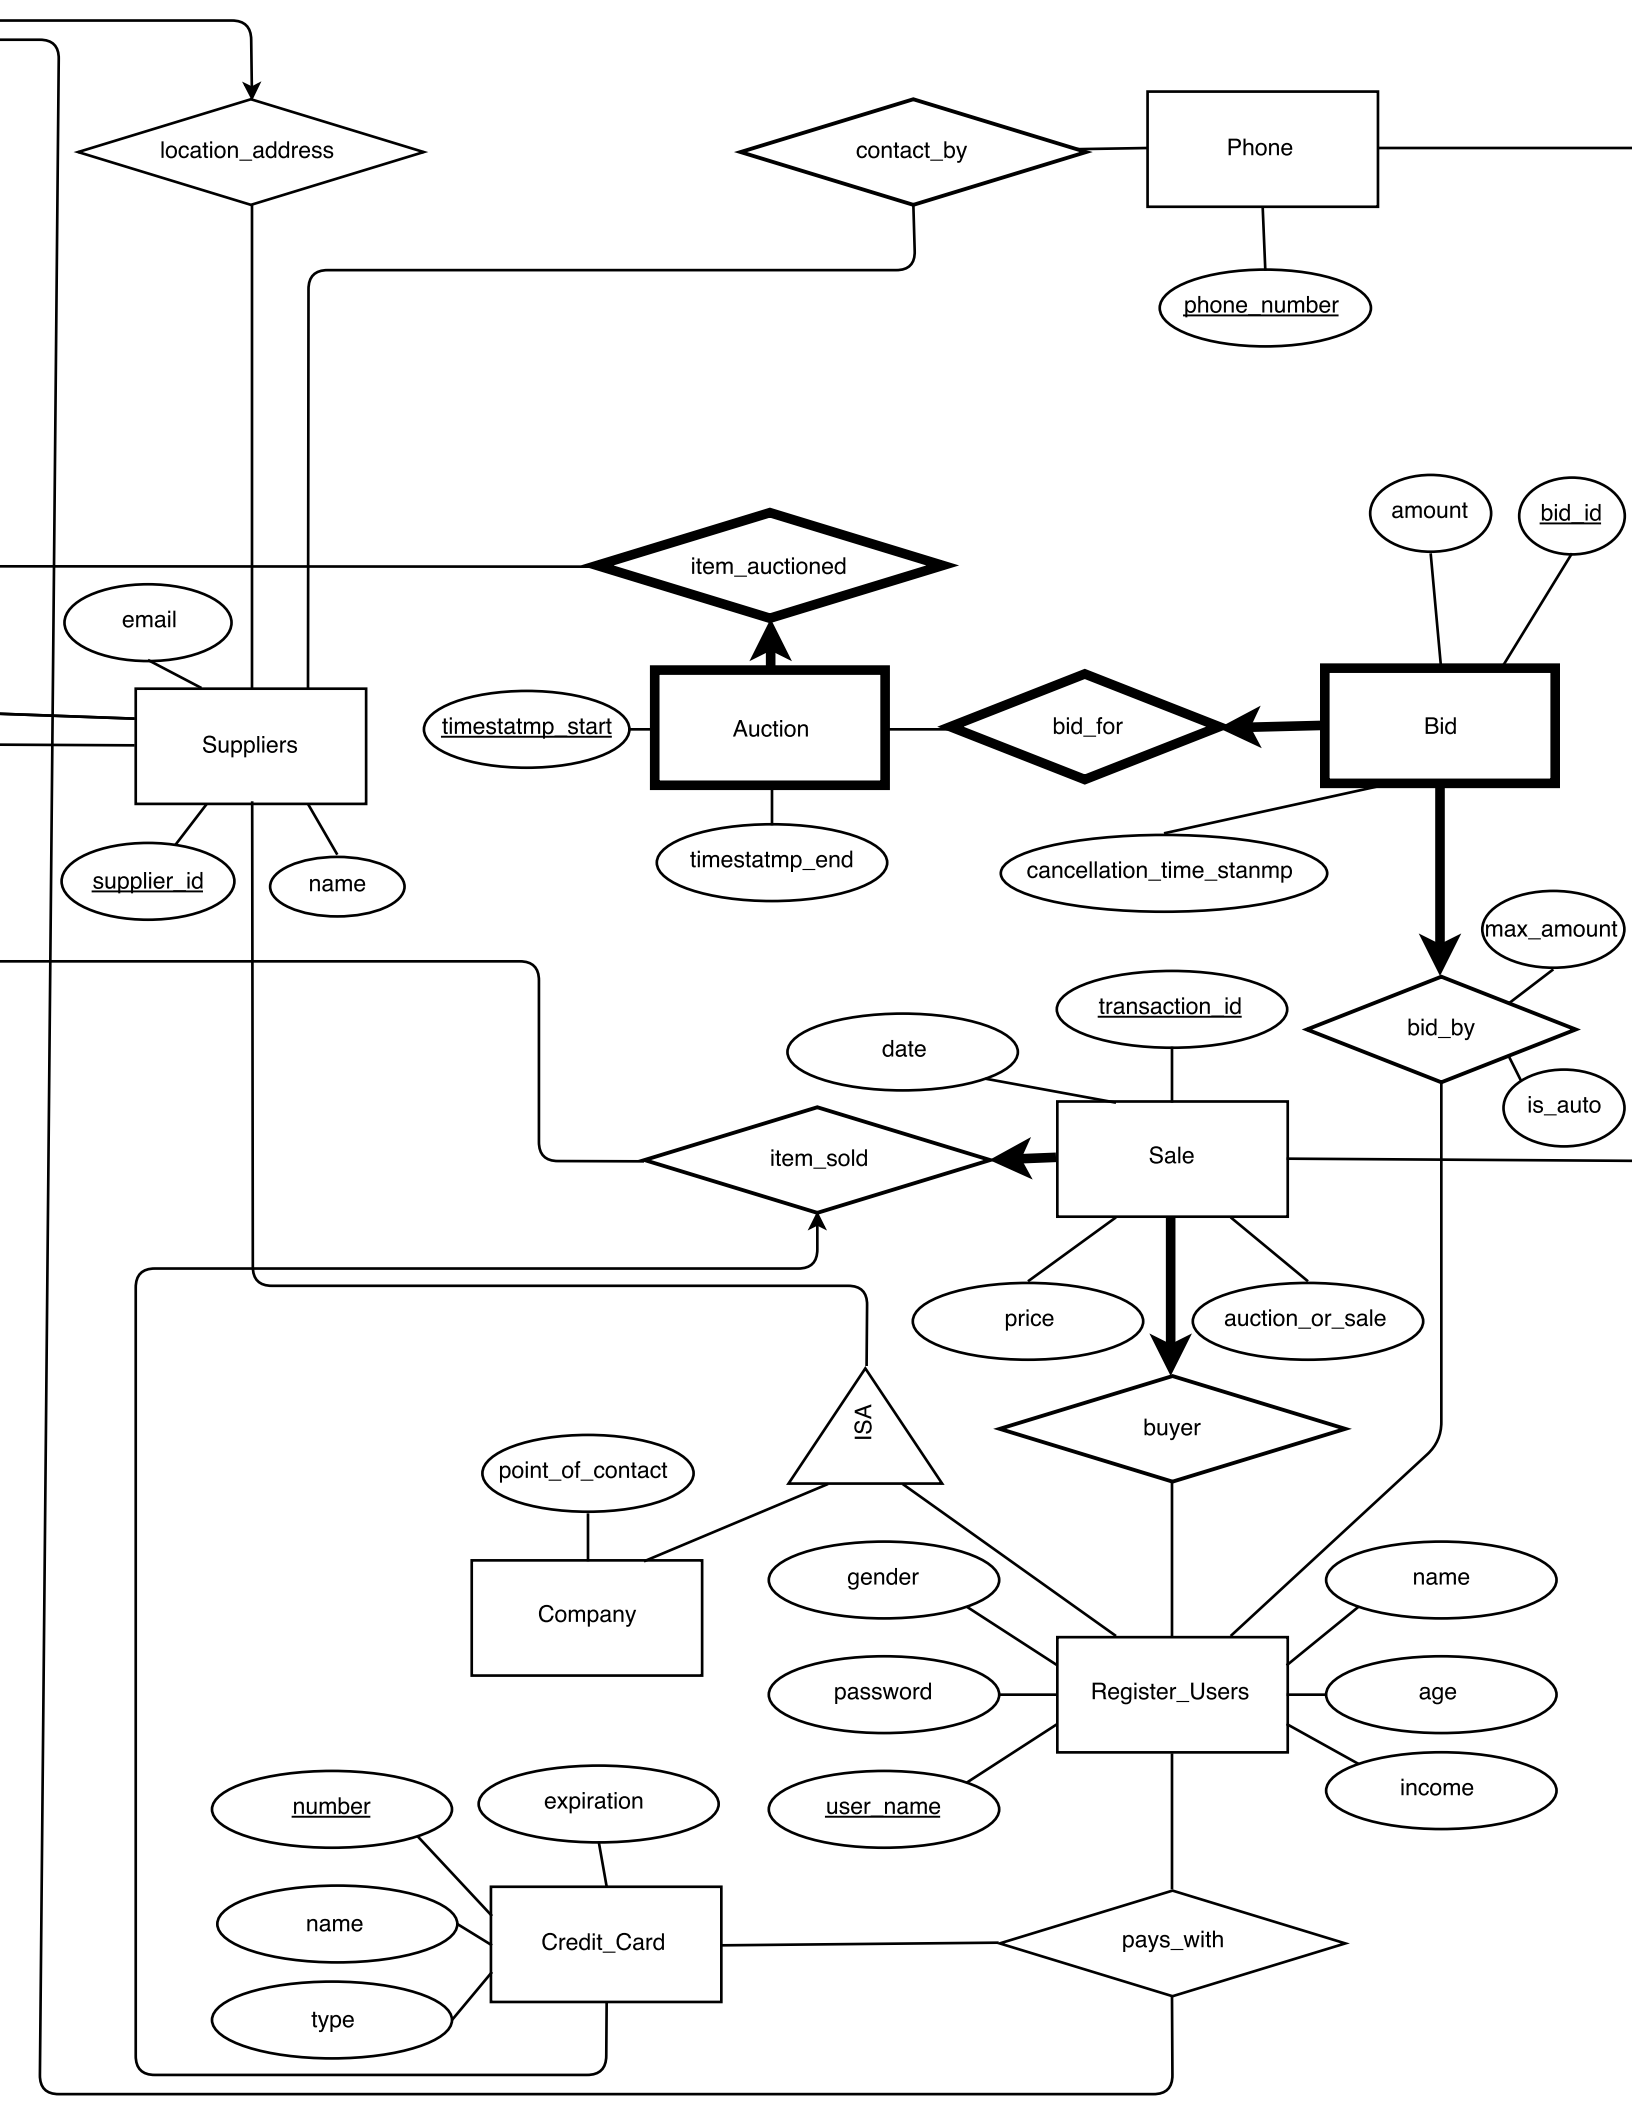 location_address
contact_by
Phone
phone_number
amount
bid_id
item_auctioned
email
timestatmp_start
Auction
bid_for
Bid
Suppliers
timestatmp_end
cancellation_time_stanmp
supplier_id
name
max_amount
transaction_id
date
bid_by
is_auto
item_sold
Sale
price
auction_or_sale
ISA
buyer
point_of_contact
gender
name
Company
password
Register_Users
age
income
number
expiration
user_name
name
Credit_Card
pays_with
type